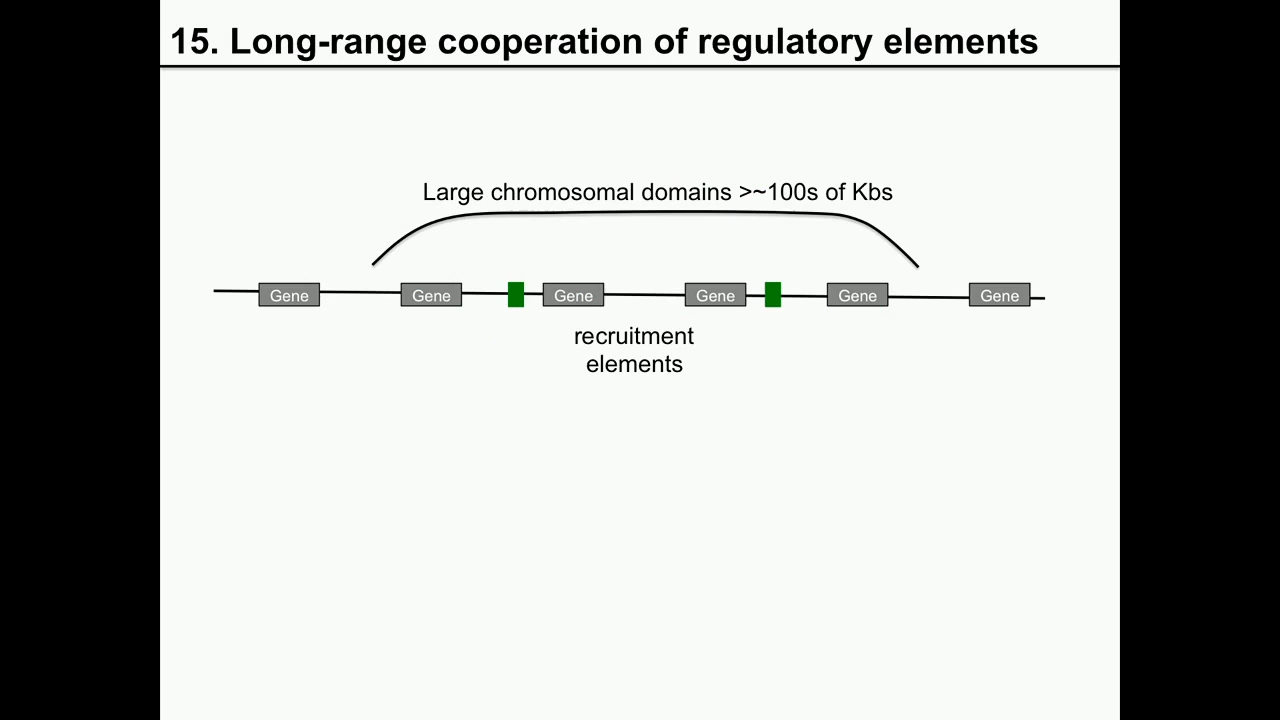 15. Long-range cooperation of regulatory elements
Large chromosomal domains >~100s of Kbs
Gene Gene Gene Gene Gene Gene
recruitment
elements